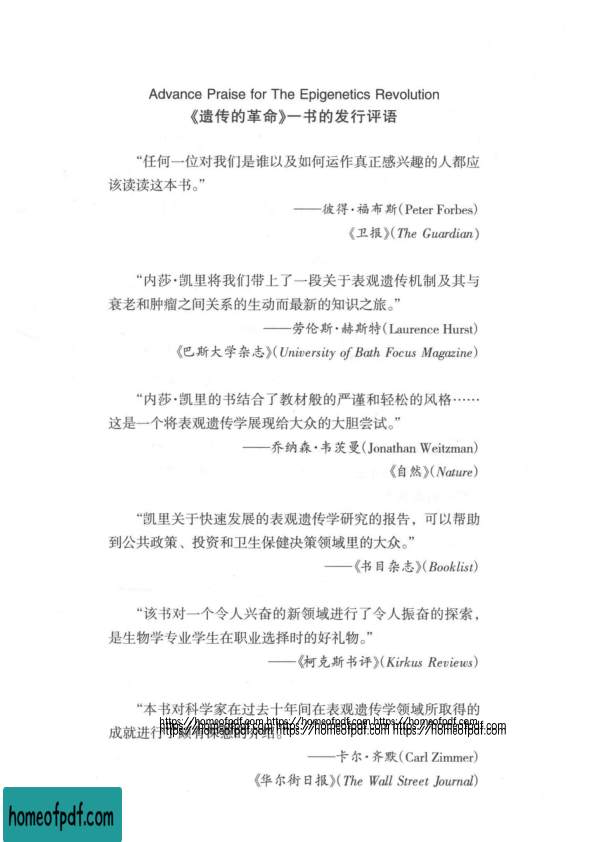 Advance Praise for The Epigenetics Revolution
《遗传的革命》一书的发行评语
“任何一位对我们是谁以及如何运作真正感兴趣的人都应
该读读这本书。”
——彼得·福布斯(Peter Forbes)
《卫报》(The Guardian)
“内莎·凯里将我们带上了一段关于表观遗传机制及其与
衰老和肿瘤之间关系的生动而最新的知识之旅。”
——劳伦斯·赫斯特(Laurence Hurst)
《巴斯大学杂志》(University of Bath Focus Magazine)
“内莎·凯里的书结合了教材般的严谨和轻松的风格……
这是一个将表观遗传学展现给大众的大胆尝试。”
——乔纳森·韦茨曼(Jonathan Weitzman)
《自然》(Nature)
“凯里关于快速发展的表观遗传学研究的报告，可以帮助
到公共政策、投资和卫生保健决策领域里的大众。”
——《书目杂志》(Booklist)
“该书对一个令人兴奋的新领域进行了令人振奋的探索，
是生物学专业学生在职业选择时的好礼物。”
——《柯克斯书评》(Kirkus Reviews)
“本书对科学家在过去十年间在表观遗传学领域所取得的
https://homeofpdf.com https://homeofpdf.com https://homeofpdf.com
成就进行了颇有深意的介绍。”
https://homeofpdf.com https://homeofpdf.com https://homeofpdf.com
——卡尔·齐默(Carl Zimmer)
《华尔街日报》(The Wall Street Journal)
homeofpdf.com